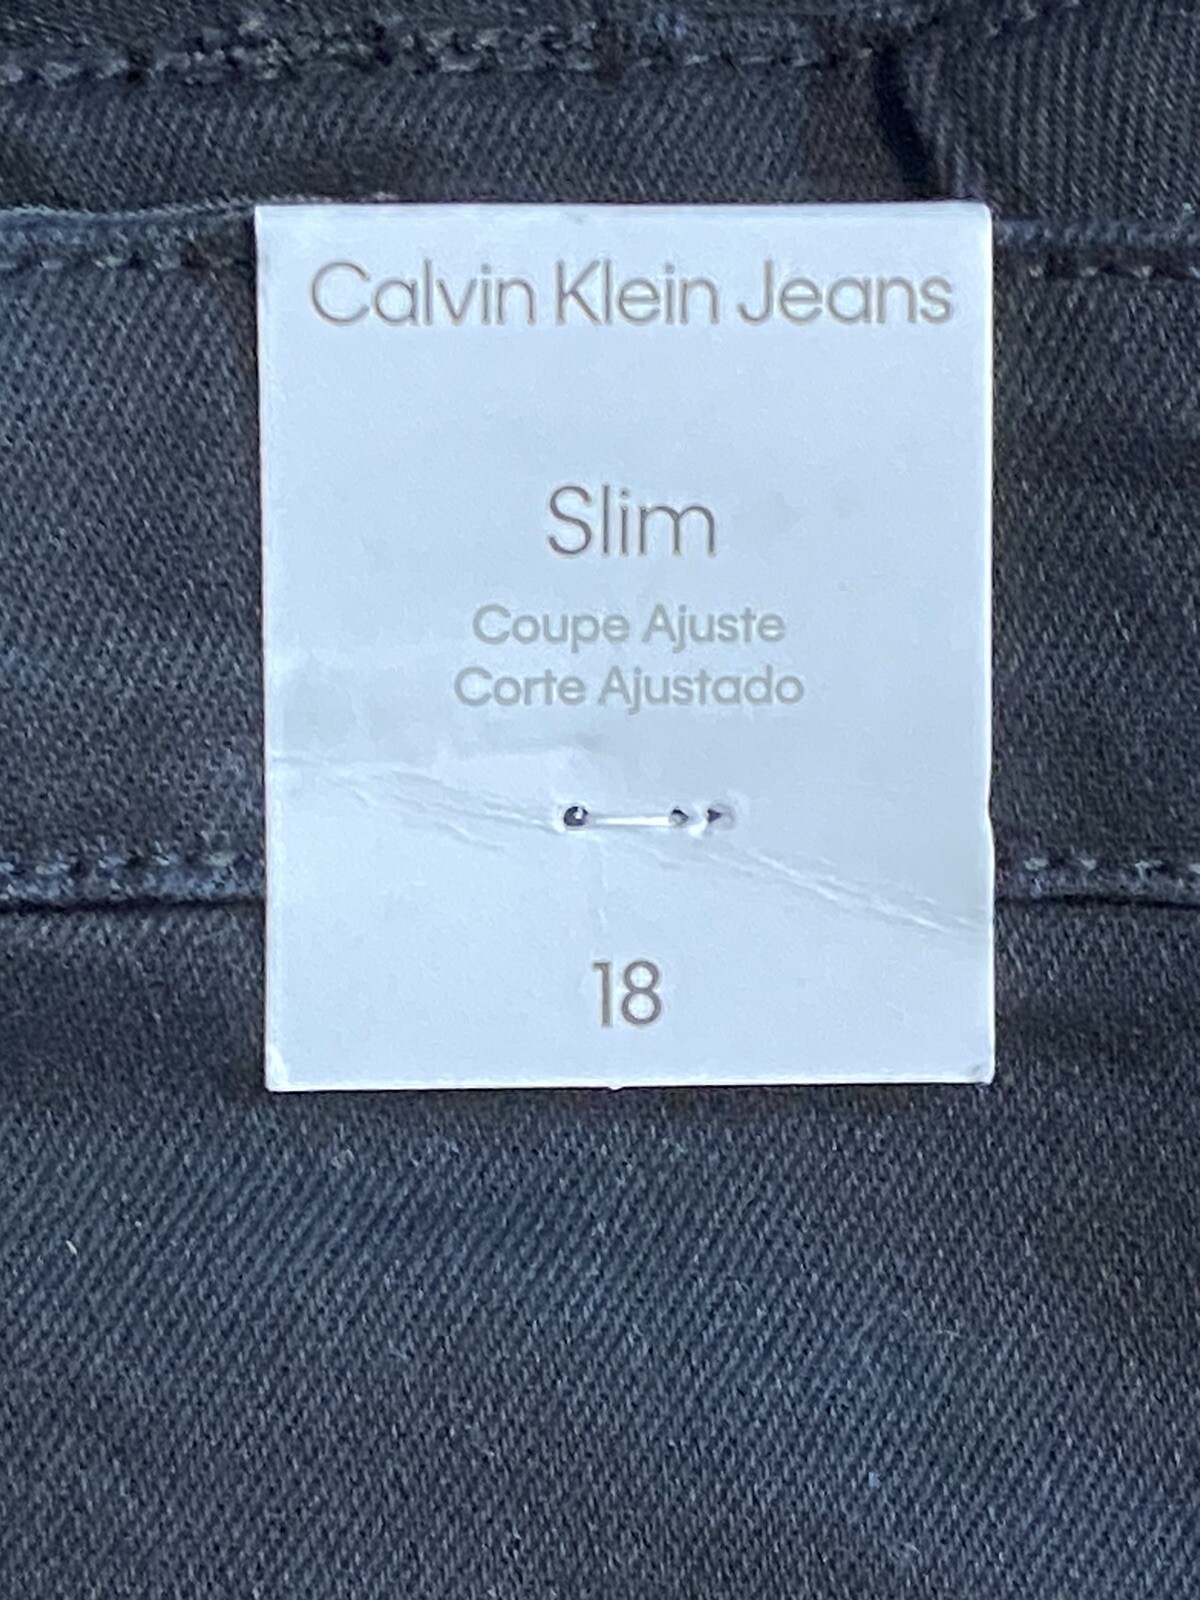 Calvin Klein Jeans
Slim
Coupe Ajuste
Corte Ajustado
18